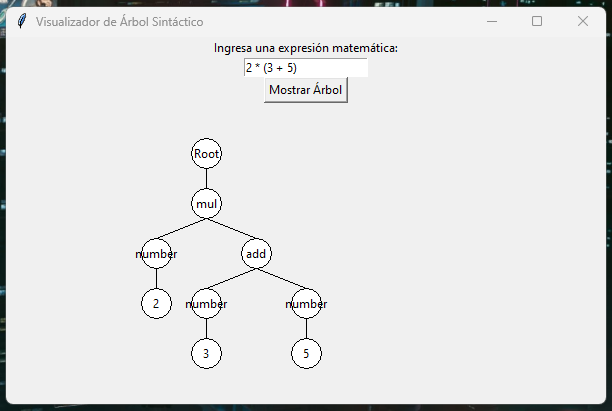 Visualizador de Árbol Sintáctico
Ingresa una expresión matemática:
2 * (3 + 5)
Mostrar Árbol
Root
mul
number add
2 number number
3 5